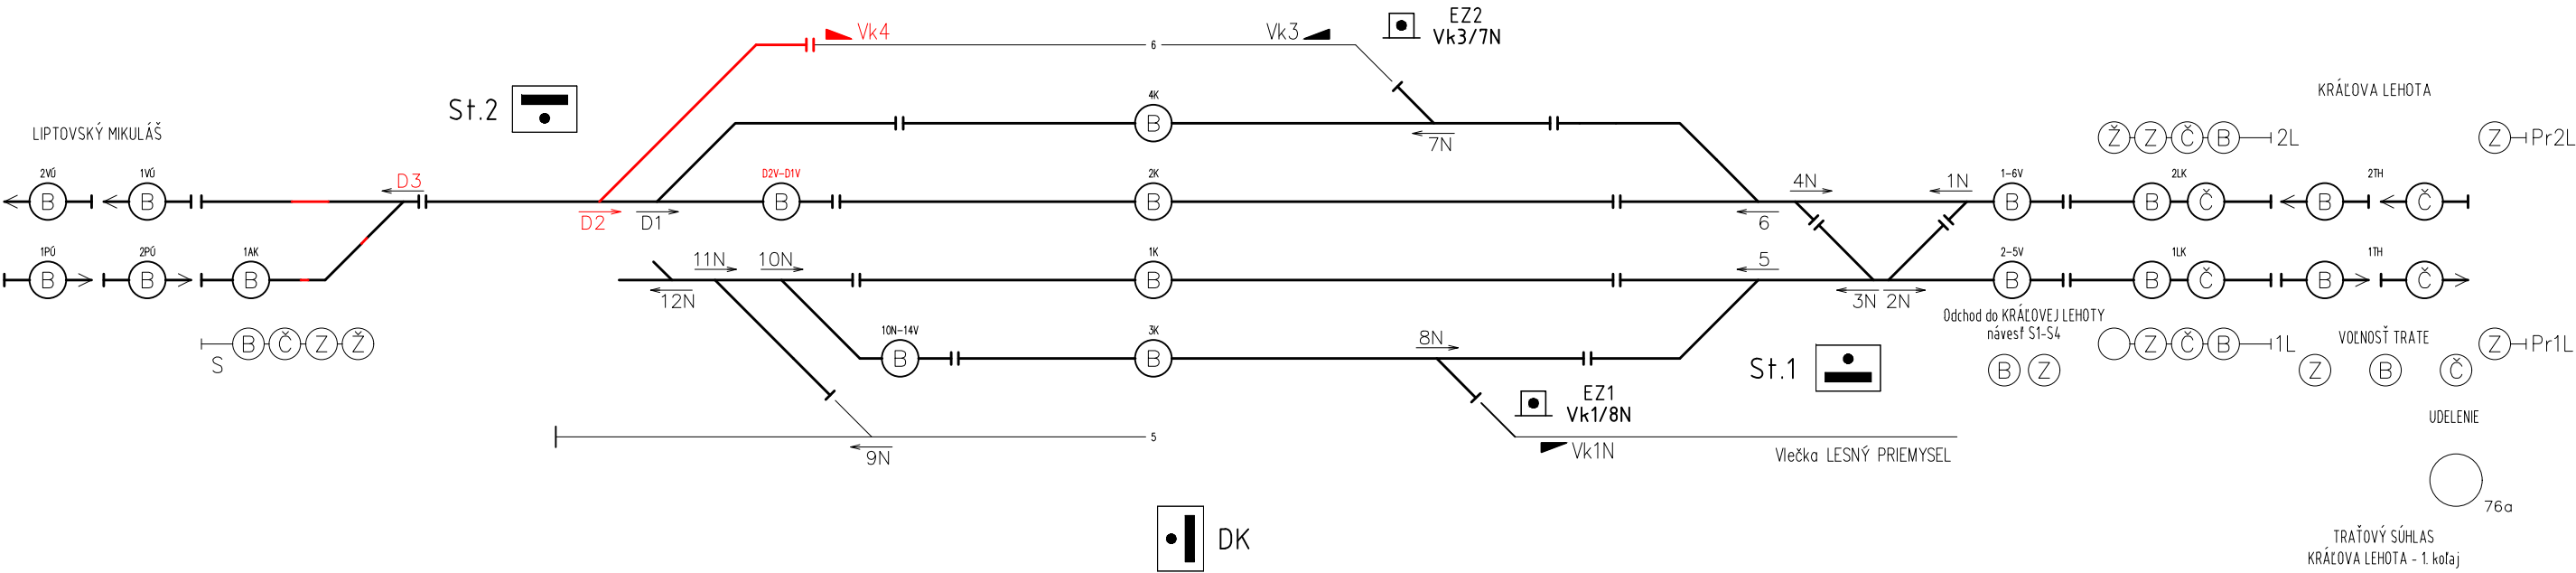 EZ2
Vk4
Vk3
Vk3/7N
6
KRÁĽOVA LEHOTA
St.2
4K
B
LIPTOVSKÝ MIKULÁŠ
7N
Ž Z Č B 2L
Z Pr2L
2VÚ 1VÚ D3 D2V-D1V 2K 4N 1N 1-6V 2LK 2TH
B B B B B B Č B Č
D2 D1 6
1PÚ 2PÚ 1AK 11N 10N 1K 5 2-5V 1LK 1TH
B B B B B B Č B Č
12N 3N 2N
Odchod do KRÁĽOVEJ LEHOTY
návesť S1-S4
10N-14V 3K 8N
S B Č Z Ž
B B
Z Č B 1L
VOĽNOSŤ TRATE
Z Pr1L
St.1
B Z
Z B Č
EZ1
Vk1/8N
UDELENIE
5
9N
Vk1N
Vlečka LESNÝ PRIEMYSEL
76a
DK
TRAŤOVÝ SÚHLAS
KRÁĽOVA LEHOTA - 1. koľaj